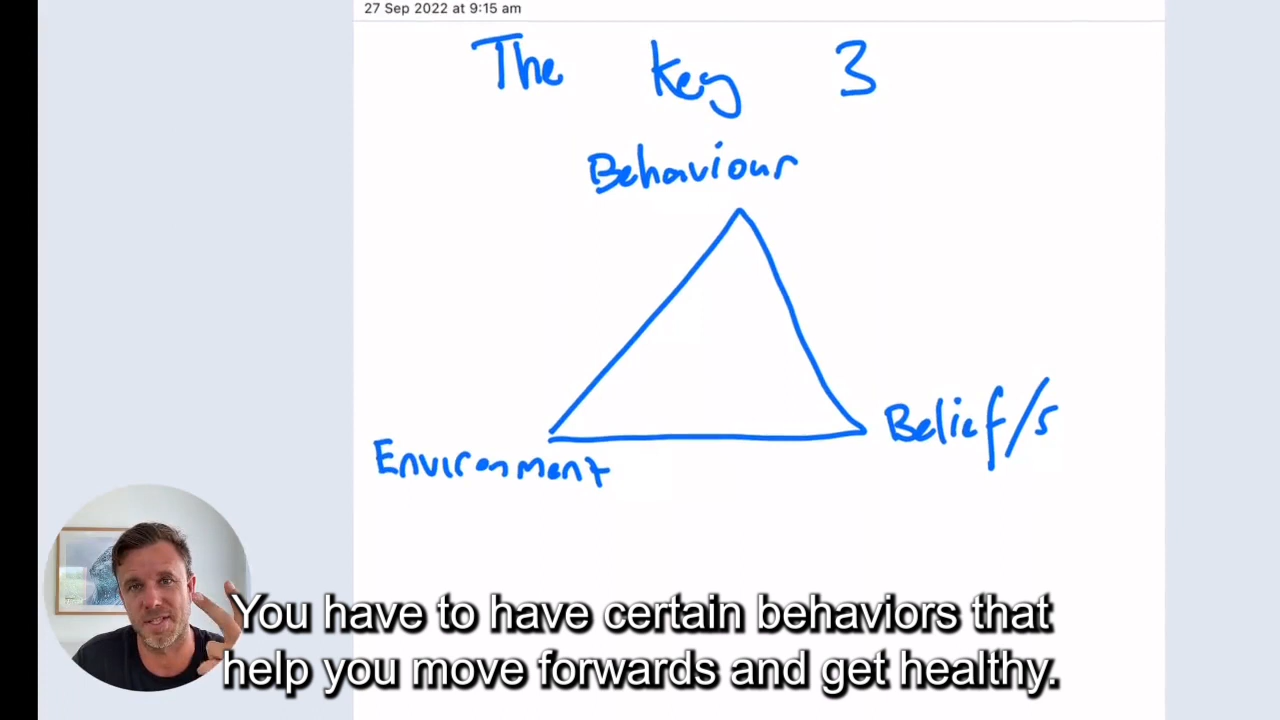 27 Sep 2022 at 9:15 am
The key 3
Behaviour
Belief/s
Environment
You have to have certain behaviors that
help you move forwards and get healthy.